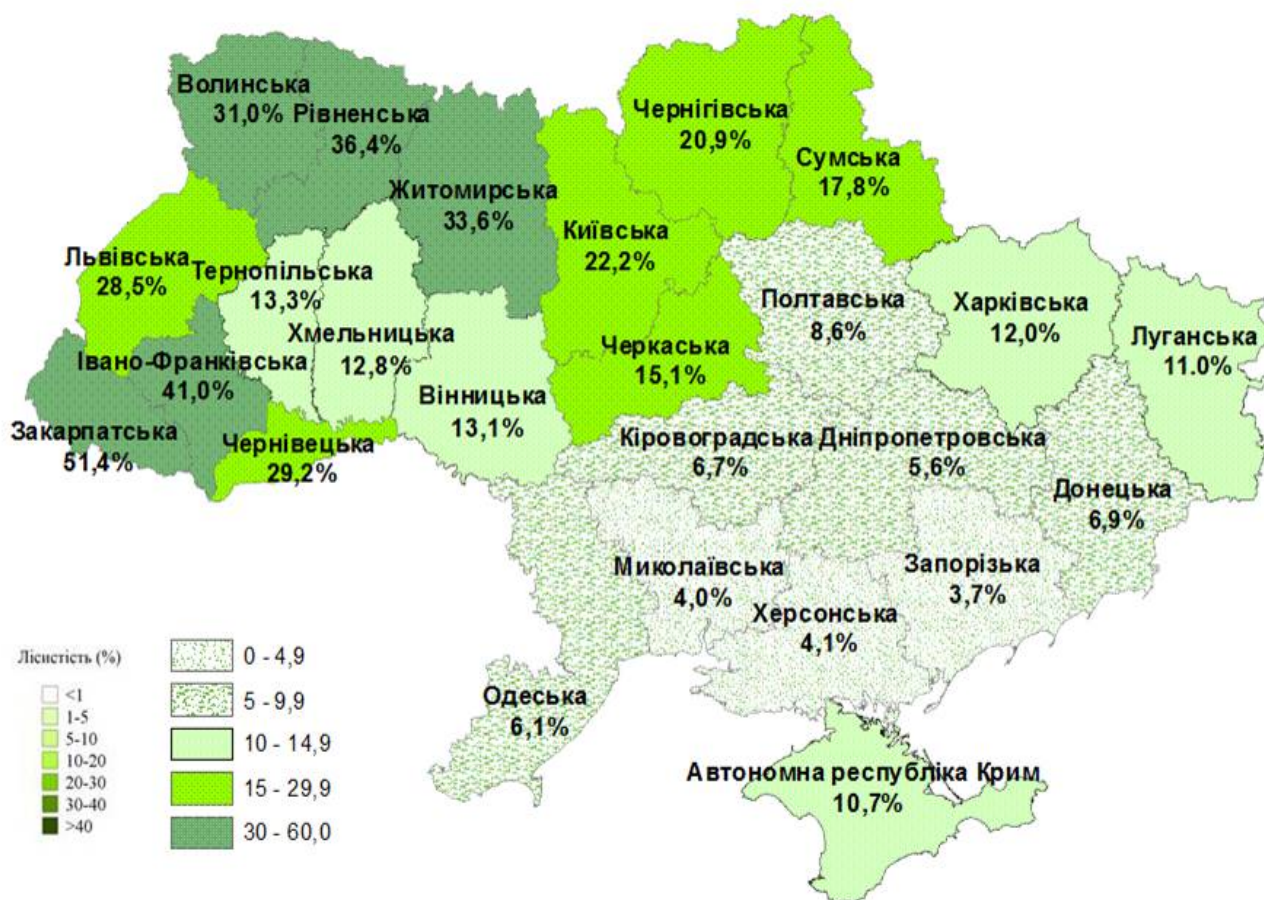 Волинська
31,0%
Рівненська
36,4%
Житомирська
33,6%
Чернігівська
20,9%
Сумська
17,8%
Київська
22,2%
Львівська
28,5%
Тернопільська
13,3%
Хмельницька
12,8%
Івано-Франківська
41,0%
Закарпатська
51,4%
Чернівецька
29,2%
Вінницька
13,1%
Черкаська
15,1%
Полтавська
8,6%
Харківська
12,0%
Луганська
11.0%
Кіровоградська
6,7%
Дніпропетровська
5,6%
Донецька
6,9%
Миколаївська
4,0%
Запорізька
3,7%
Херсонська
4,1%
Одеська
6,1%
Автономна республіка Крим
10,7%
Лісистість (%)
<1
1-5
5-10
10-20
20-30
30-40
>40
0 - 4,9
5 - 9,9
10 - 14,9
15 - 29,9
30 - 60,0